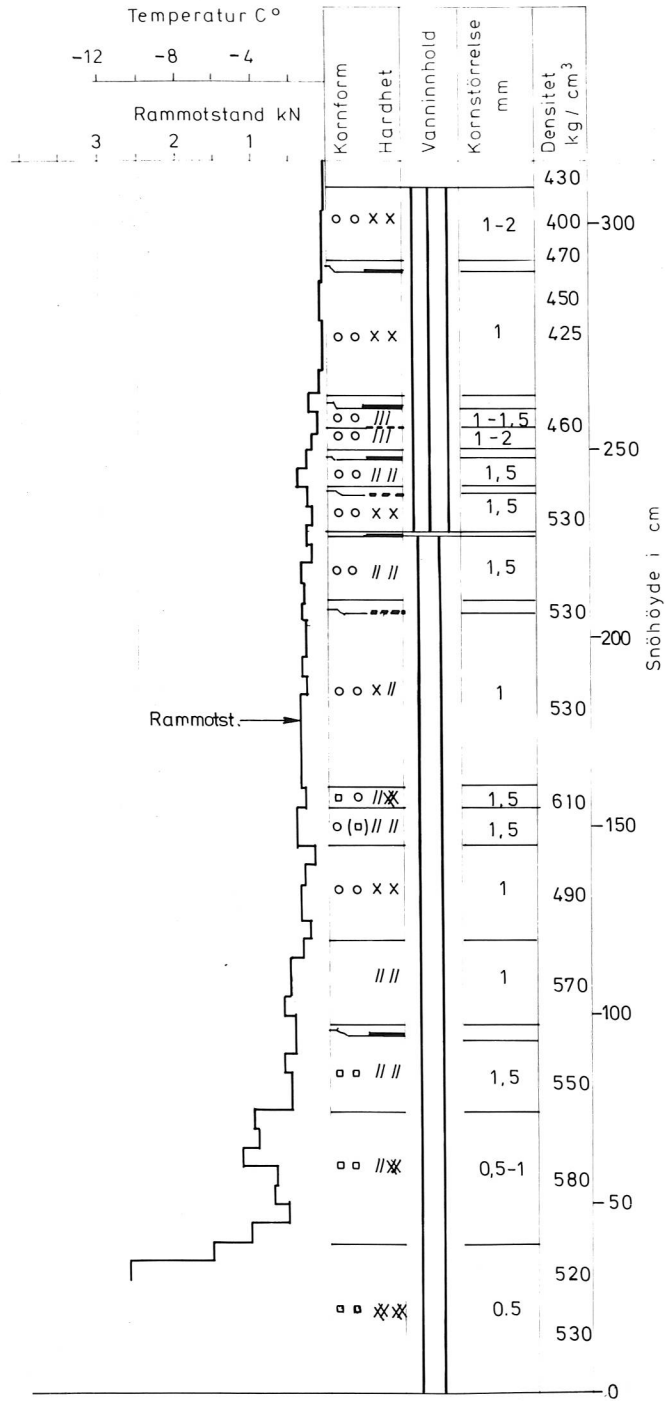 Temperatur C°
-12 -8 -4
Rammotstand kN
3 2 1
Kornform
Hardhet
Vanninnhold
Kornstörrelse
mm
Densitet
kg/cm³
430
1-2 400 300
470
450
1 425
1-1,5 460
1-2
250
1,5
1,5 530
1,5
530
200
1 530
Rammotst.
1,5 610
1,5 150
1 490
1 570
100
1,5 550
0,5-1 580
50
520
0.5
530
0
Snöhöyde i cm